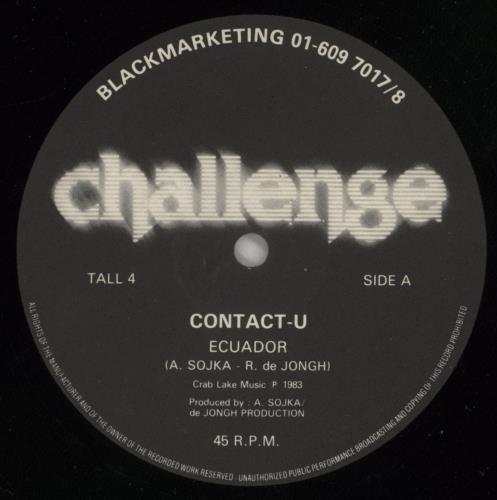 BLACKMARKETING 01-609 7017/8
challenge
TALL 4
SIDE A
CONTACT-U
ECUADOR
(A. SOJKA - R. de JONGH)
Crab Lake Music ℗ 1983
Produced by : A. SOJKA/
de JONGH PRODUCTION
45 R.P.M.
ALL RIGHTS OF THE MANUFACTURER AND OF THE OWNER OF THE RECORDED WORK RESERVED · UNAUTHORIZED PUBLIC PERFORMANCE BROADCASTING AND COPYING OF THIS RECORD PROHIBITED